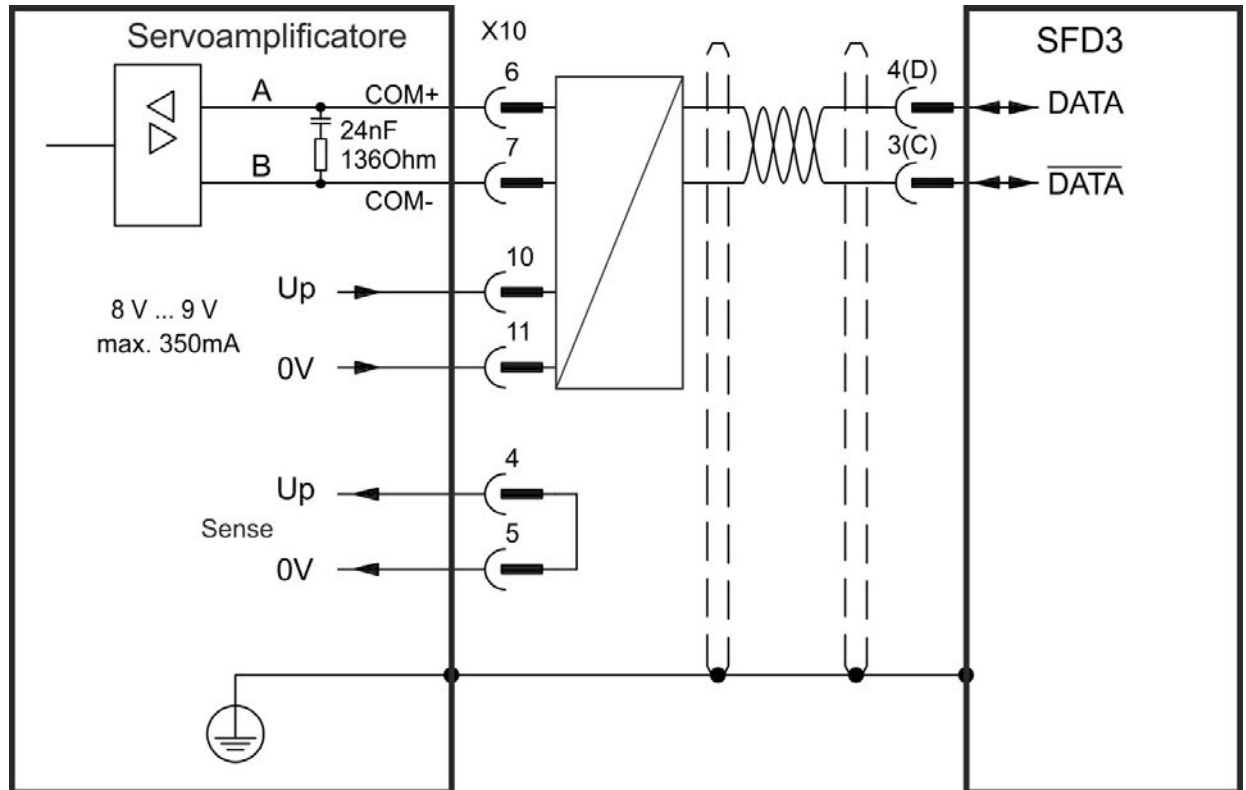 Servoamplificatore
X10
SFD3
A
COM+
6
4(D)
DATA
24nF
136Ohm
7
3(C)
B
COM-
DATA
10
Up
8 V ... 9 V
max. 350mA
11
0V
4
Up
Sense
5
0V